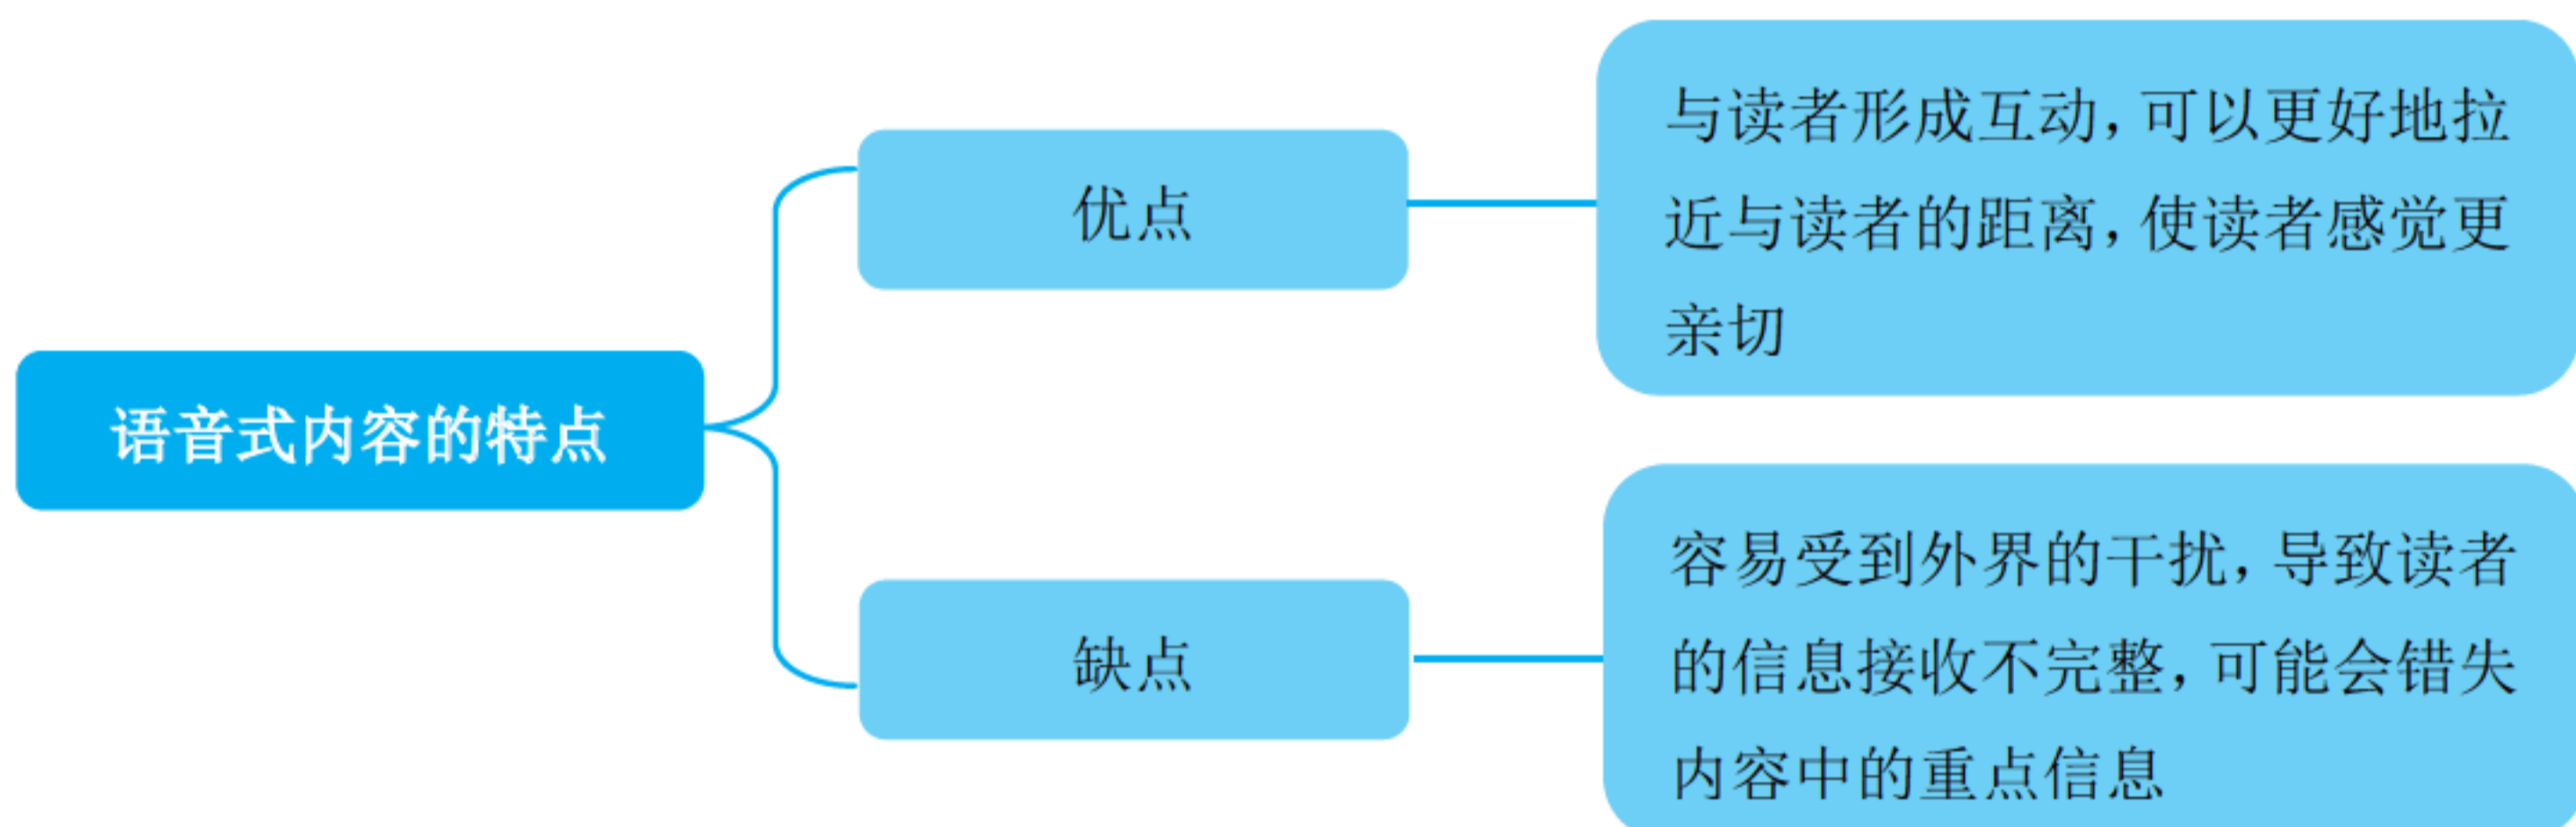 语音式内容的特点
优点
与读者形成互动，可以更好地拉
近与读者的距离，使读者感觉更
亲切
缺点
容易受到外界的干扰，导致读者
的信息接收不完整，可能会错失
内容中的重点信息